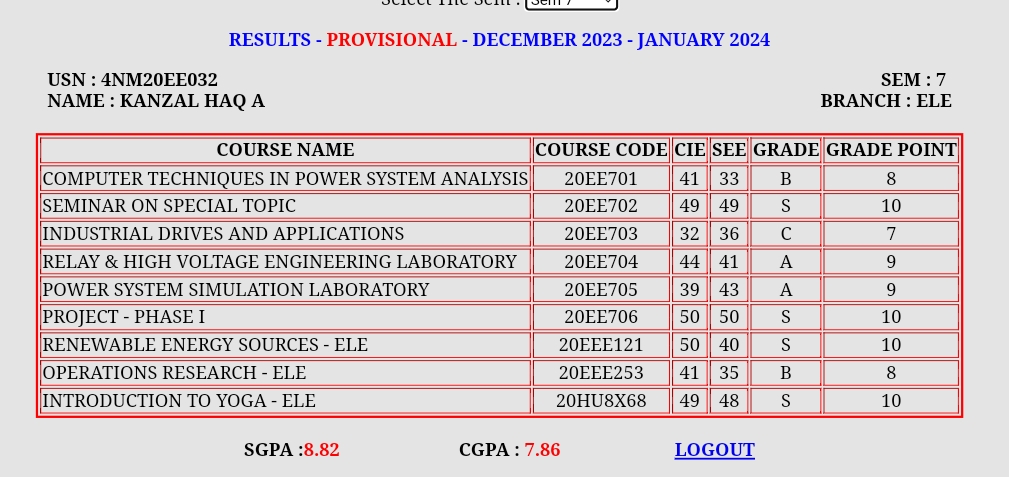 Select The Sem : Sem 7
RESULTS - PROVISIONAL - DECEMBER 2023 - JANUARY 2024
USN : 4NM20EE032 SEM : 7
NAME : KANZAL HAQ A BRANCH : ELE
COURSE NAME COURSE CODE CIE SEE GRADE GRADE POINT
COMPUTER TECHNIQUES IN POWER SYSTEM ANALYSIS 20EE701 41 33 B 8
SEMINAR ON SPECIAL TOPIC 20EE702 49 49 S 10
INDUSTRIAL DRIVES AND APPLICATIONS 20EE703 32 36 C 7
RELAY & HIGH VOLTAGE ENGINEERING LABORATORY 20EE704 44 41 A 9
POWER SYSTEM SIMULATION LABORATORY 20EE705 39 43 A 9
PROJECT - PHASE I 20EE706 50 50 S 10
RENEWABLE ENERGY SOURCES - ELE 20EEE121 50 40 S 10
OPERATIONS RESEARCH - ELE 20EEE253 41 35 B 8
INTRODUCTION TO YOGA - ELE 20HU8X68 49 48 S 10
SGPA :8.82 CGPA : 7.86 LOGOUT